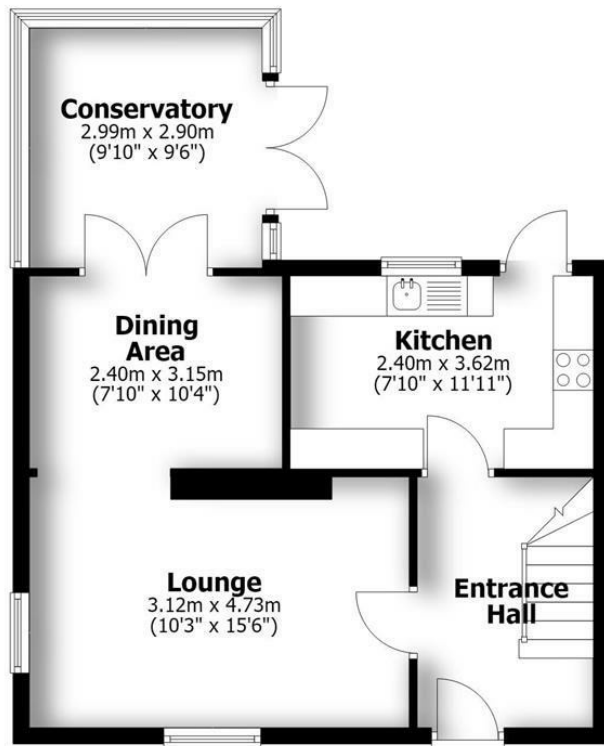 Conservatory
2.99m x 2.90m
(9'10" x 9'6")
Dining
Area
2.40m x 3.15m
(7'10" x 10'4")
Kitchen
2.40m x 3.62m
(7'10" x 11'11")
Lounge
3.12m x 4.73m
(10'3" x 15'6")
Entrance
Hall